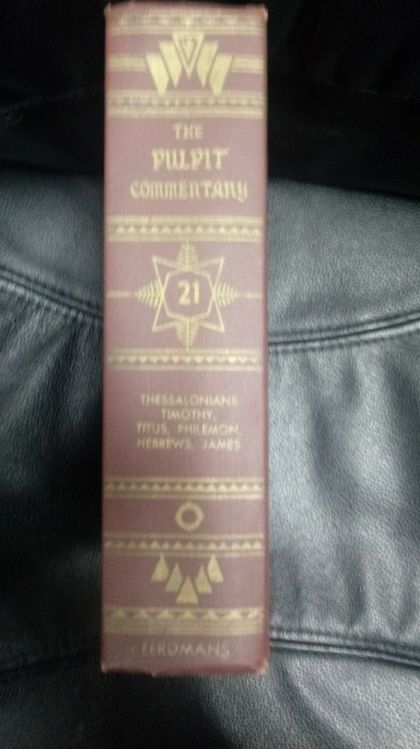 THE
PULPIT
COMMENTARY
21
THESSALONIANS
TIMOTHY,
TITUS, PHILEMON,
HEBREWS, JAMES
EERDMANS